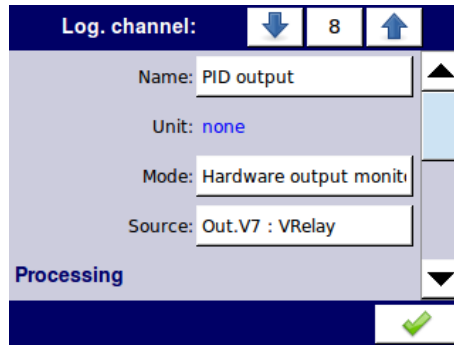 Log. channel: 8
Name: PID output
Unit: none
Mode: Hardware output monit
Source: Out.V7 : VRelay
Processing